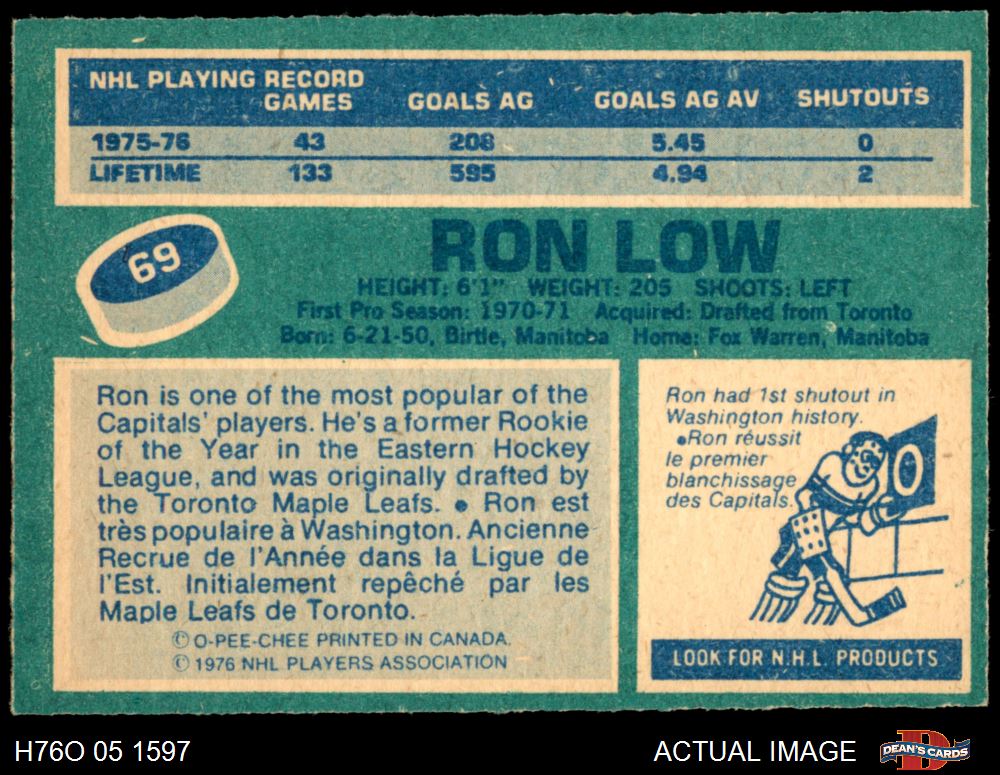 NHL PLAYING RECORD
GAMES GOALS AG GOALS AG AV SHUTOUTS
1975-76 43 208 5.45 0
LIFETIME 133 595 4.94 2
69
RON LOW
HEIGHT: 6'1" WEIGHT: 205 SHOOTS: LEFT
First Pro Season: 1970-71 Acquired: Drafted from Toronto
Born: 6-21-50, Birtle, Manitoba Home: Fox Warren, Manitoba
Ron is one of the most popular of the
Capitals' players. He's a former Rookie
of the Year in the Eastern Hockey
League, and was originally drafted by
the Toronto Maple Leafs. ● Ron est
très populaire à Washington. Ancienne
Recrue de l'Année dans la Ligue de
l'Est. Initialement repêché par les
Maple Leafs de Toronto.
© O-PEE-CHEE PRINTED IN CANADA.
© 1976 NHL PLAYERS ASSOCIATION
Ron had 1st shutout in
Washington history.
●Ron réussit
le premier
blanchissage
des Capitals.
0
LOOK FOR N.H.L. PRODUCTS
H76O 05 1597
ACTUAL IMAGE
D
DEAN'S CARDS